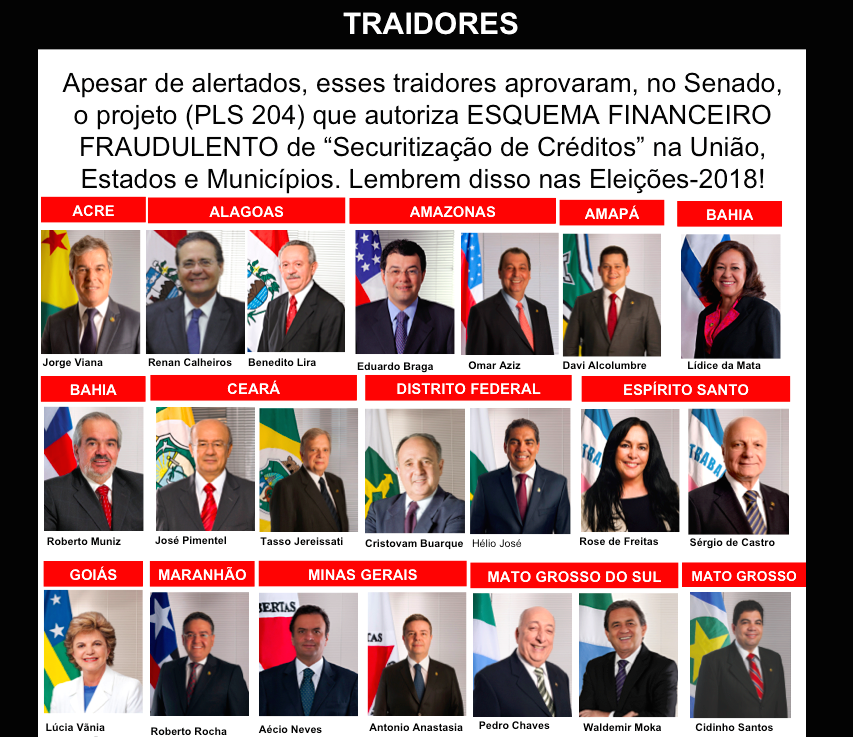 TRAIDORES
Apesar de alertados, esses traidores aprovaram, no Senado,
o projeto (PLS 204) que autoriza ESQUEMA FINANCEIRO
FRAUDULENTO de “Securitização de Créditos” na União,
Estados e Municípios. Lembrem disso nas Eleições-2018!
ACRE ALAGOAS AMAZONAS AMAPÁ BAHIA
Jorge Viana Renan Calheiros Benedito Lira Eduardo Braga Omar Aziz Davi Alcolumbre Lídice da Mata
BAHIA CEARÁ DISTRITO FEDERAL ESPÍRITO SANTO
TRABA
Roberto Muniz José Pimentel Tasso Jereissati Cristovam Buarque Hélio José Rose de Freitas Sérgio de Castro
GOIÁS MARANHÃO MINAS GERAIS MATO GROSSO DO SUL MATO GROSSO
ERTAS
TAS
Lúcia Vânia Roberto Rocha Aécio Neves Antonio Anastasia Pedro Chaves Waldemir Moka Cidinho Santos